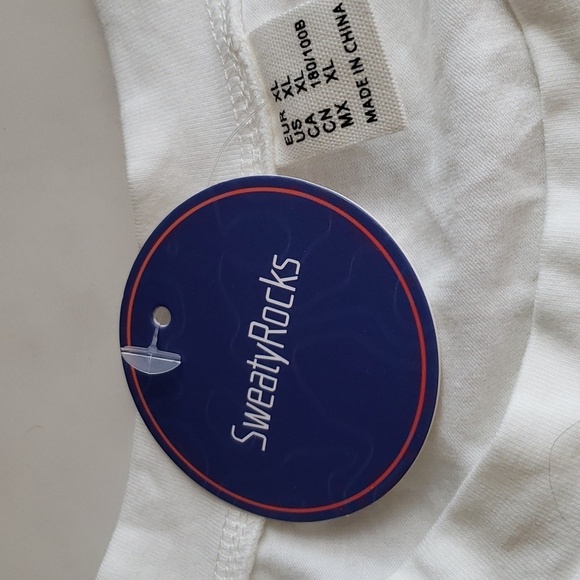 EUR XL
US XL
CA XL
CN 180/100B
MX XL
MADE IN CHINA
SweatyRocks